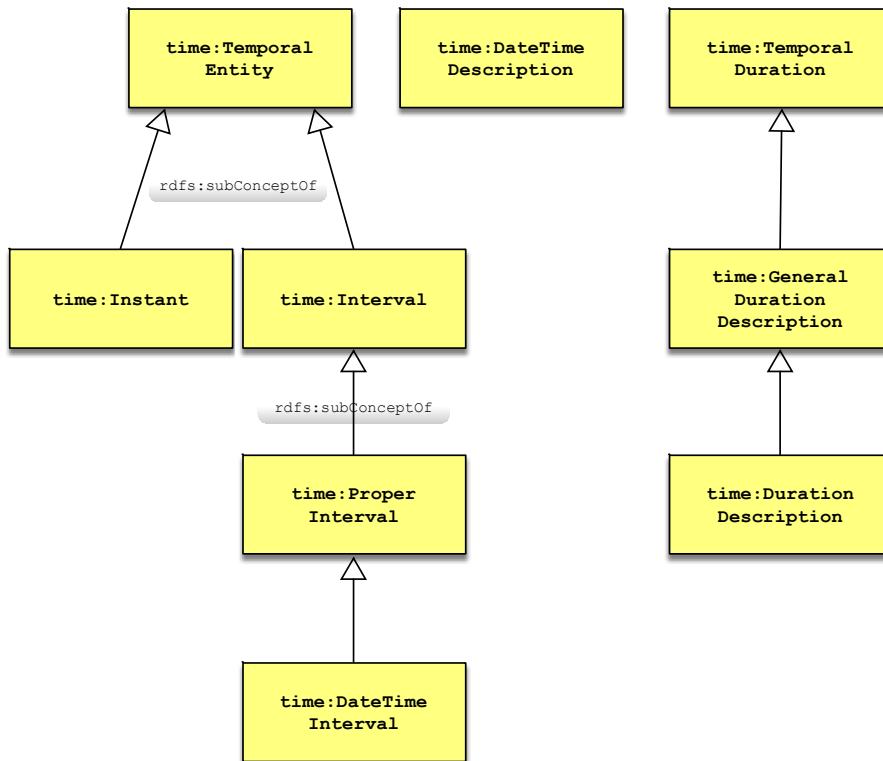 time:Temporal
Entity
time:DateTime
Description
time:Temporal
Duration
rdfs:subConceptOf
time:Instant
time:Interval
time:General
Duration
Description
rdfs:subConceptOf
time:Proper
Interval
time:Duration
Description
time:DateTime
Interval